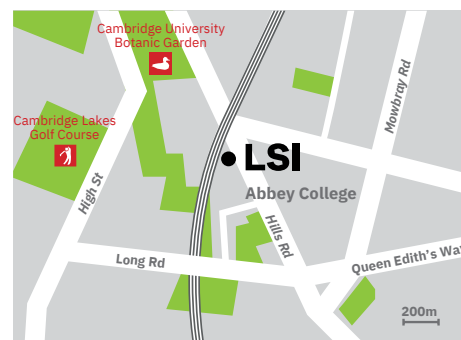 Cambridge University
Botanic Garden
Mowbray Rd
Cambridge Lakes
Golf Course
LSI
High St
Abbey College
Hills Rd
Long Rd
Queen Edith's Wa
200m